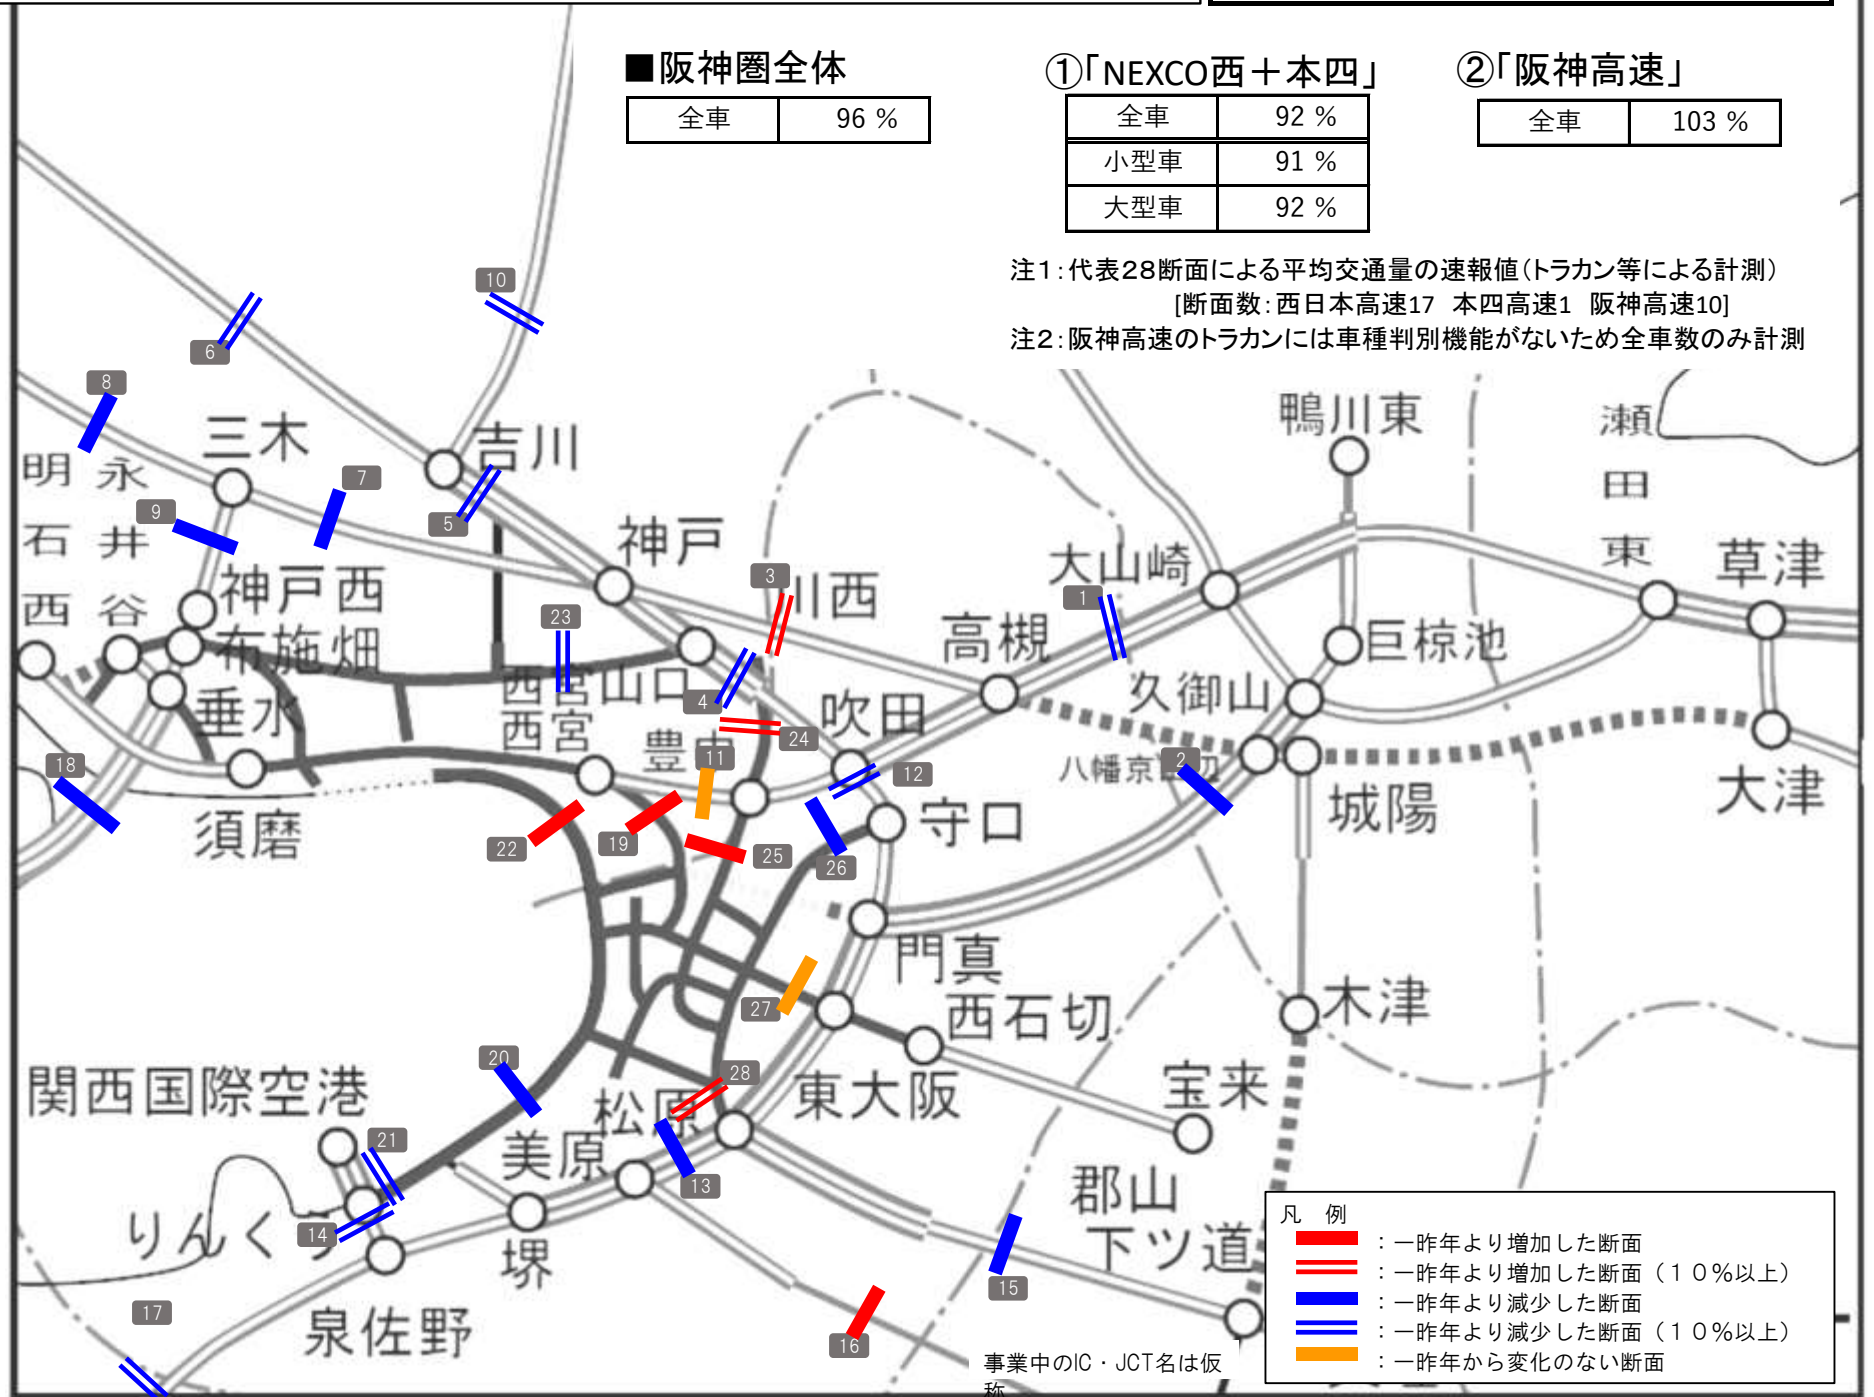 ■阪神圏全体
全車 96 %
①「NEXCO西＋本四」
全車 92 %
小型車 91 %
大型車 92 %
②「阪神高速」
全車 103 %
注１：代表２８断面による平均交通量の速報値（トラカン等による計測）
［断面数：西日本高速17 本四高速1 阪神高速10］
注２：阪神高速のトラカンには車種判別機能がないため全車数のみ計測
10
6
8
三木
吉川
鴨川東
瀬田東
明石西
永井谷
7
9
5
神戸
大山崎
草津
神戸西
3
川西
1
23
高槻
巨椋池
布施畑
西宮山口
4
久御山
垂水
西宮
吹田
24
豊中
11
2
18
12
八幡京田辺
大津
須磨
22
19
25
26
守口
城陽
門真
27
西石切
木津
20
28
関西国際空港
松原
東大阪
宝来
21
美原
13
郡山下ツ道
りんくう
14
堺
15
17
泉佐野
16
事業中のIC・JCT名は仮
称
凡 例
：一昨年より増加した断面
：一昨年より増加した断面（１０％以上）
：一昨年より減少した断面
：一昨年より減少した断面（１０％以上）
：一昨年から変化のない断面